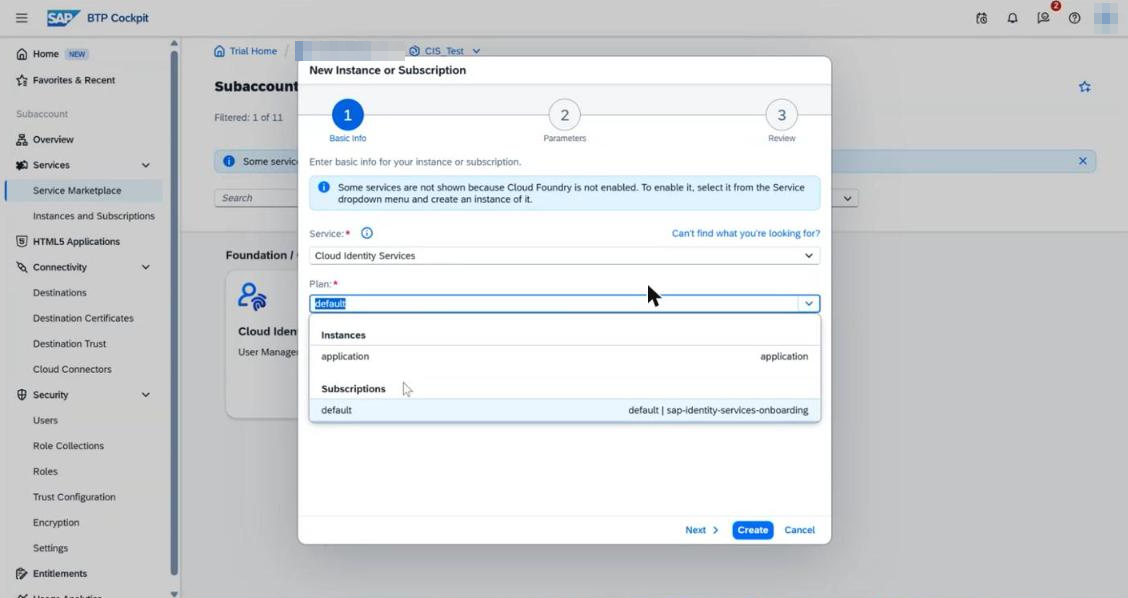 SAP BTP Cockpit
2
Home NEW
Favorites & Recent
Subaccount
Overview
Services
Service Marketplace
Instances and Subscriptions
HTML5 Applications
Connectivity
Destinations
Destination Certificates
Destination Trust
Cloud Connectors
Security
Users
Role Collections
Roles
Trust Configuration
Encryption
Settings
Entitlements
Usage Analytics
Trial Home / CIS_Test
Subaccount
Filtered: 1 of 11
Some servic
Search
Foundation /
Cloud Iden
User Manage
New Instance or Subscription
1 2 3
Basic Info Parameters Review
Enter basic info for your instance or subscription.
Some services are not shown because Cloud Foundry is not enabled. To enable it, select it from the Service
dropdown menu and create an instance of it.
Service:* Can't find what you're looking for?
Cloud Identity Services
Plan:*
default
Instances
application application
Subscriptions
default default | sap-identity-services-onboarding
Next Create Cancel